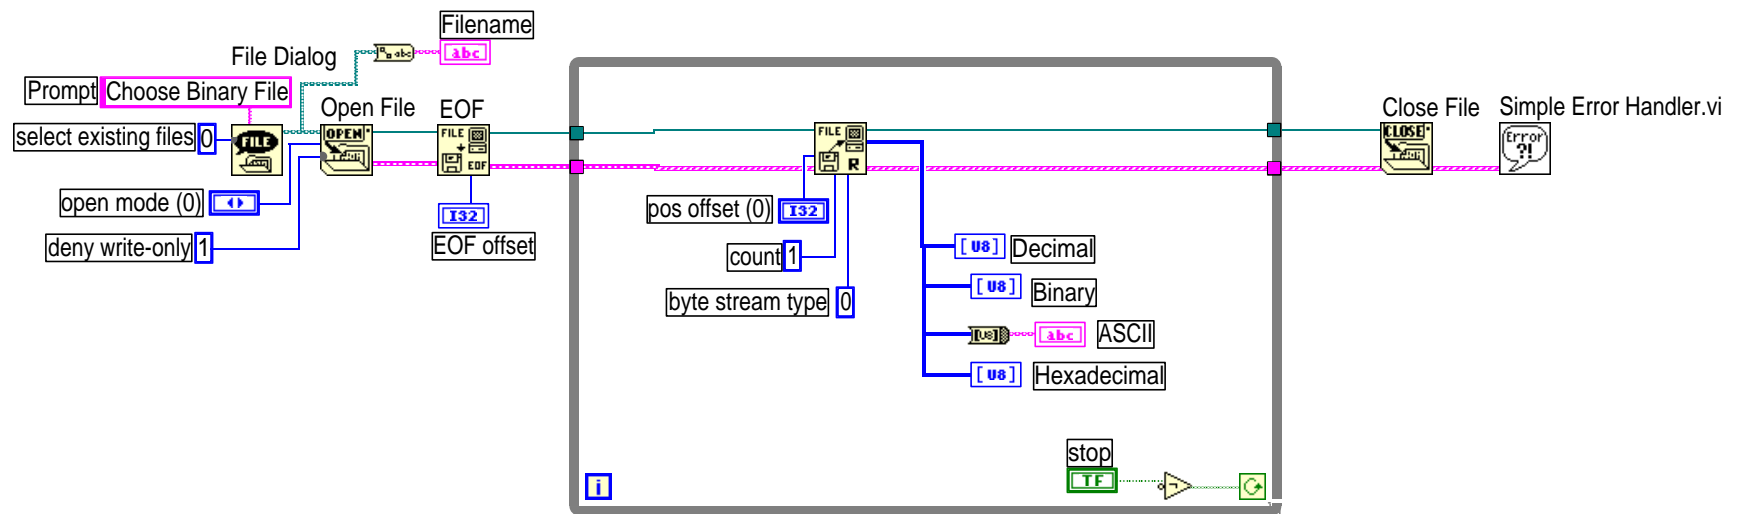 Filename
abc
File Dialog
abc
Prompt
Choose Binary File
Open File
EOF
Close File
Simple Error Handler.vi
select existing files
0
FILE
OPEN
FILE
EOF
FILE
R
CLOSE
Error
?!
open mode (0)
I32
pos offset (0)
I32
deny write-only
1
EOF offset
count
1
[U8]
Decimal
byte stream type
0
[U8]
Binary
[U8]
abc
ASCII
[U8]
Hexadecimal
stop
TF
i